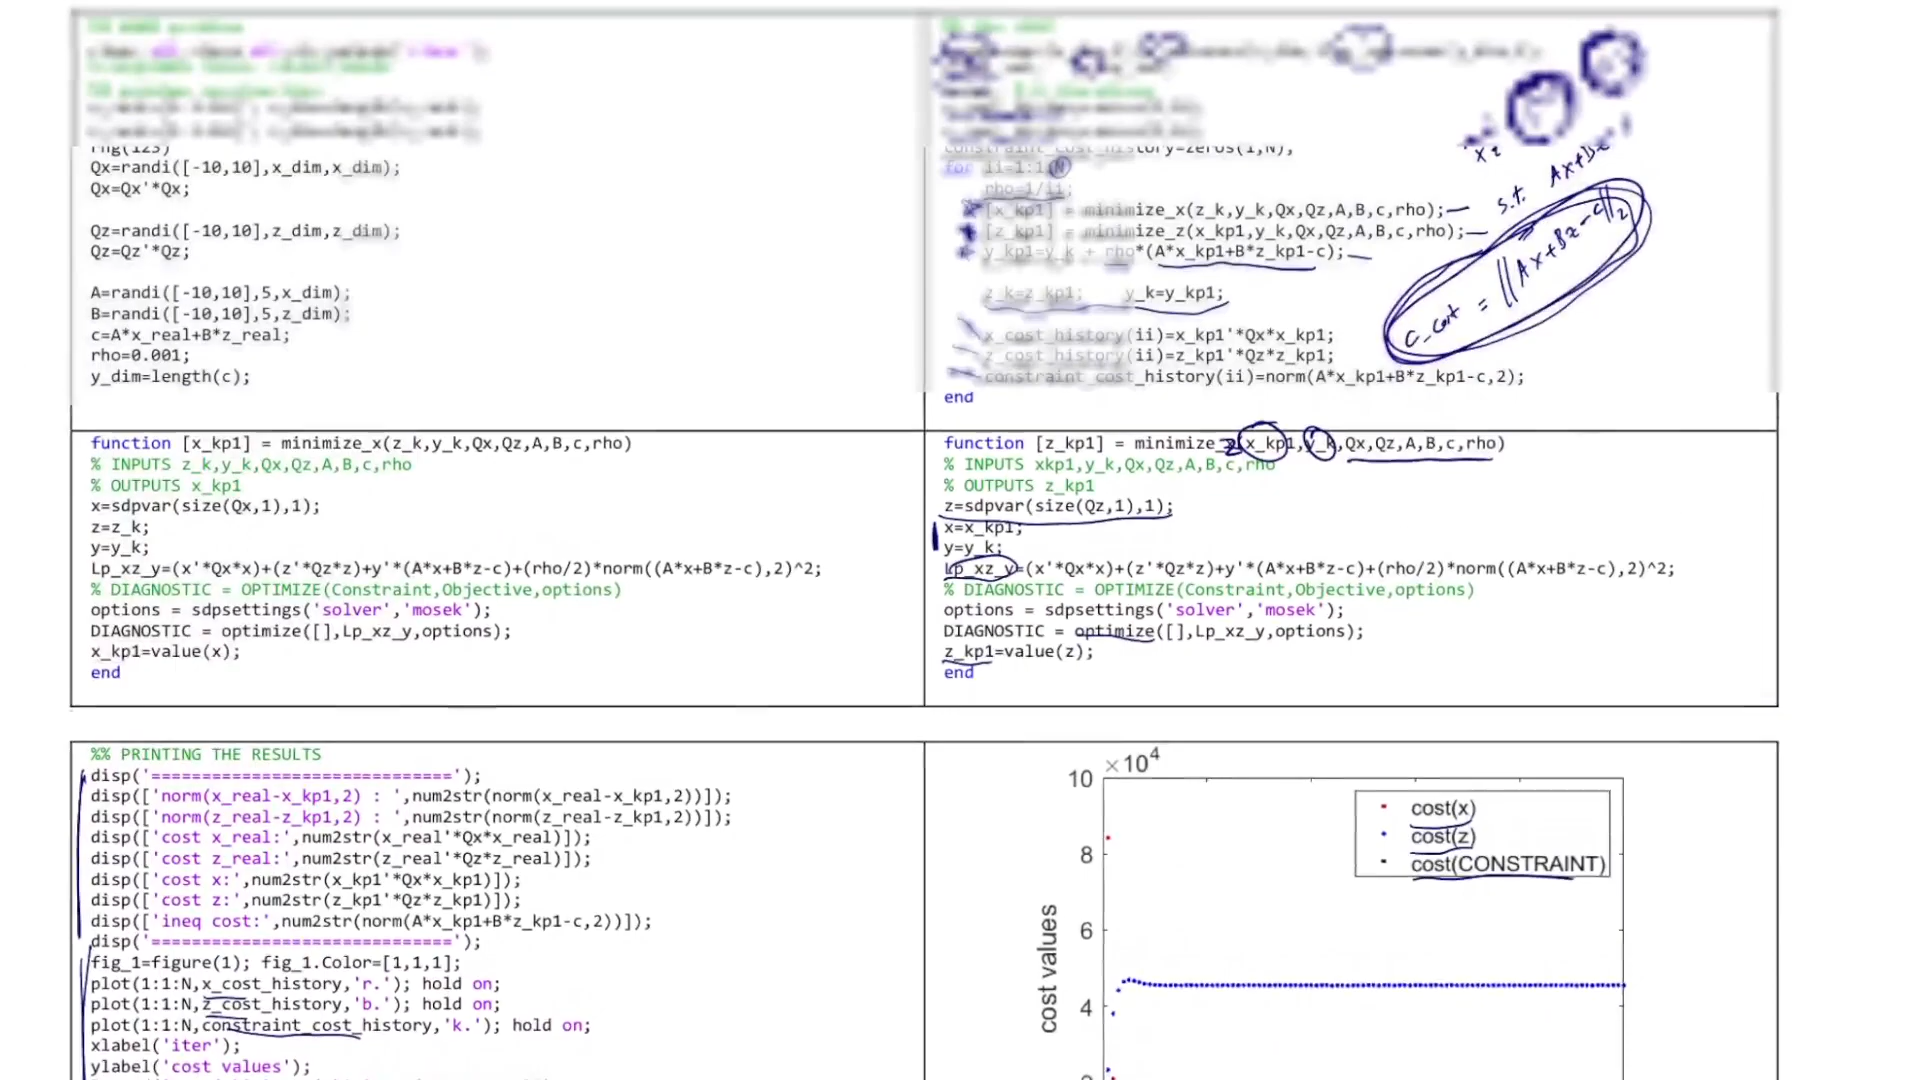 rng(123)
Qx=randi([-10,10],x_dim,x_dim);
Qx=Qx'*Qx;
Qz=randi([-10,10],z_dim,z_dim);
Qz=Qz'*Qz;
A=randi([-10,10],5,x_dim);
B=randi([-10,10],5,z_dim);
c=A*x_real+B*z_real;
rho=0.001;
y_dim=length(c);
constraint_cost_history=zeros(1,N);
for ii=1:1:N
rho=1/ii;
[x_kp1] = minimize_x(z_k,y_k,Qx,Qz,A,B,c,rho);
[z_kp1] = minimize_z(x_kp1,y_k,Qx,Qz,A,B,c,rho);
y_kp1=y_k + rho*(A*x_kp1+B*z_kp1-c);
z_k=z_kp1; y_k=y_kp1;
x_cost_history(ii)=x_kp1'*Qx*x_kp1;
z_cost_history(ii)=z_kp1'*Qz*z_kp1;
constraint_cost_history(ii)=norm(A*x_kp1+B*z_kp1-c,2);
end
x z
s.t. Ax+Bz
c_cost = ||Ax+Bz-c||2
function [x_kp1] = minimize_x(z_k,y_k,Qx,Qz,A,B,c,rho)
% INPUTS z_k,y_k,Qx,Qz,A,B,c,rho
% OUTPUTS x_kp1
x=sdpvar(size(Qx,1),1);
z=z_k;
y=y_k;
Lp_xz_y=(x'*Qx*x)+(z'*Qz*z)+y'*(A*x+B*z-c)+(rho/2)*norm((A*x+B*z-c),2)^2;
% DIAGNOSTIC = OPTIMIZE(Constraint,Objective,options)
options = sdpsettings('solver','mosek');
DIAGNOSTIC = optimize([],Lp_xz_y,options);
x_kp1=value(x);
end
function [z_kp1] = minimize_z(x_kp1,y_k,Qx,Qz,A,B,c,rho)
% INPUTS xkp1,y_k,Qx,Qz,A,B,c,rho
% OUTPUTS z_kp1
z=sdpvar(size(Qz,1),1);
x=x_kp1;
y=y_k;
Lp_xz_y=(x'*Qx*x)+(z'*Qz*z)+y'*(A*x+B*z-c)+(rho/2)*norm((A*x+B*z-c),2)^2;
% DIAGNOSTIC = OPTIMIZE(Constraint,Objective,options)
options = sdpsettings('solver','mosek');
DIAGNOSTIC = optimize([],Lp_xz_y,options);
z_kp1=value(z);
end
%% PRINTING THE RESULTS
disp('==============================');
disp(['norm(x_real-x_kp1,2) : ',num2str(norm(x_real-x_kp1,2))]);
disp(['norm(z_real-z_kp1,2) : ',num2str(norm(z_real-z_kp1,2))]);
disp(['cost x_real:',num2str(x_real'*Qx*x_real)]);
disp(['cost z_real:',num2str(z_real'*Qz*z_real)]);
disp(['cost x:',num2str(x_kp1'*Qx*x_kp1)]);
disp(['cost z:',num2str(z_kp1'*Qz*z_kp1)]);
disp(['ineq cost:',num2str(norm(A*x_kp1+B*z_kp1-c,2))]);
disp('==============================');
fig_1=figure(1); fig_1.Color=[1,1,1];
plot(1:1:N,x_cost_history,'r.'); hold on;
plot(1:1:N,z_cost_history,'b.'); hold on;
plot(1:1:N,constraint_cost_history,'k.'); hold on;
xlabel('iter');
ylabel('cost values');
×10^4
10
8
6
4
cost values
cost(x)
cost(z)
cost(CONSTRAINT)